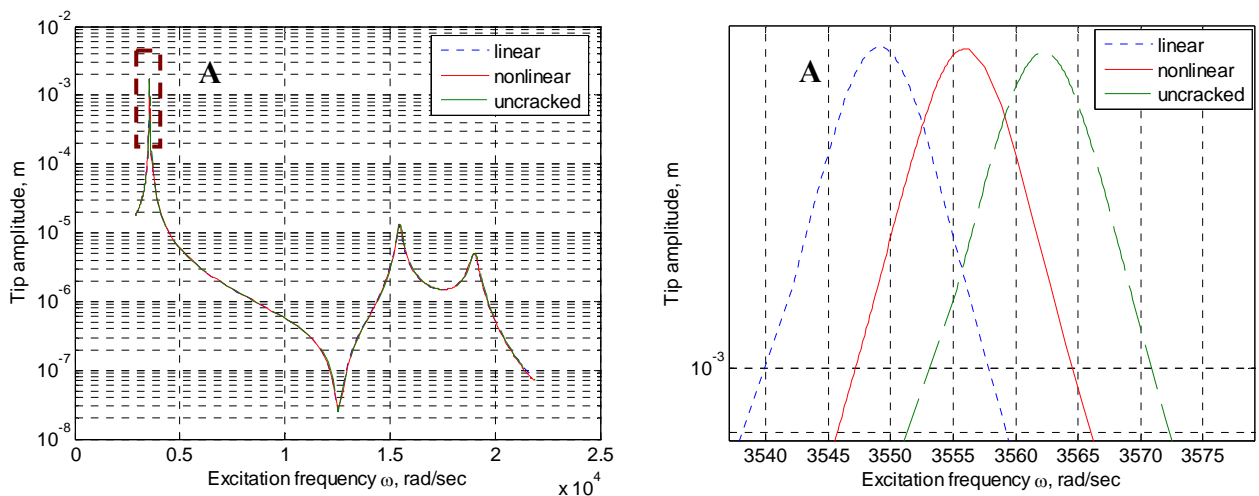 10^-2
10^-3
10^-4
10^-5
10^-6
10^-7
10^-8
Tip amplitude, m
A
linear
nonlinear
uncracked
0 0.5 1.0 1.5 2.0 2.5
Excitation frequency ω, rad/sec
x 10^4
A
linear
nonlinear
uncracked
Tip amplitude, m
10^-3
3540 3545 3550 3555 3560 3565 3570 3575
Excitation frequency ω, rad/sec